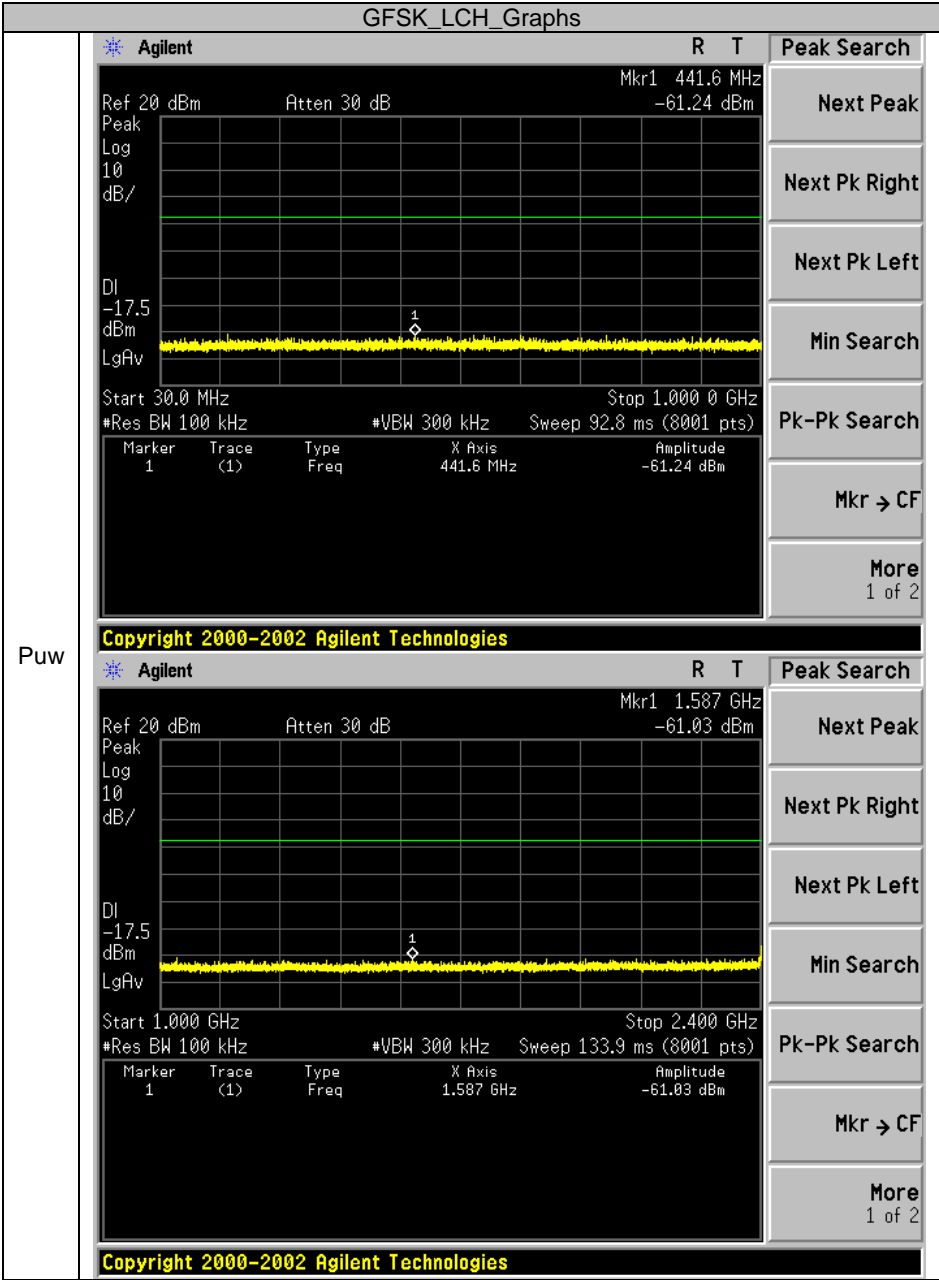 GFSK_LCH_Graphs
Puw
Agilent R T Peak Search
Mkr1 441.6 MHz
Ref 20 dBm Atten 30 dB -61.24 dBm
Peak
Log
10
dB/
DI
-17.5
dBm
LgAv
1
Start 30.0 MHz Stop 1.000 0 GHz
#Res BW 100 kHz #VBW 300 kHz Sweep 92.8 ms (8001 pts)
Marker Trace Type X Axis Amplitude
1 (1) Freq 441.6 MHz -61.24 dBm
Next Peak
Next Pk Right
Next Pk Left
Min Search
Pk-Pk Search
Mkr → CF
More
1 of 2
Copyright 2000-2002 Agilent Technologies
Agilent R T Peak Search
Mkr1 1.587 GHz
Ref 20 dBm Atten 30 dB -61.03 dBm
Peak
Log
10
dB/
DI
-17.5
dBm
LgAv
1
Start 1.000 GHz Stop 2.400 GHz
#Res BW 100 kHz #VBW 300 kHz Sweep 133.9 ms (8001 pts)
Marker Trace Type X Axis Amplitude
1 (1) Freq 1.587 GHz -61.03 dBm
Next Peak
Next Pk Right
Next Pk Left
Min Search
Pk-Pk Search
Mkr → CF
More
1 of 2
Copyright 2000-2002 Agilent Technologies